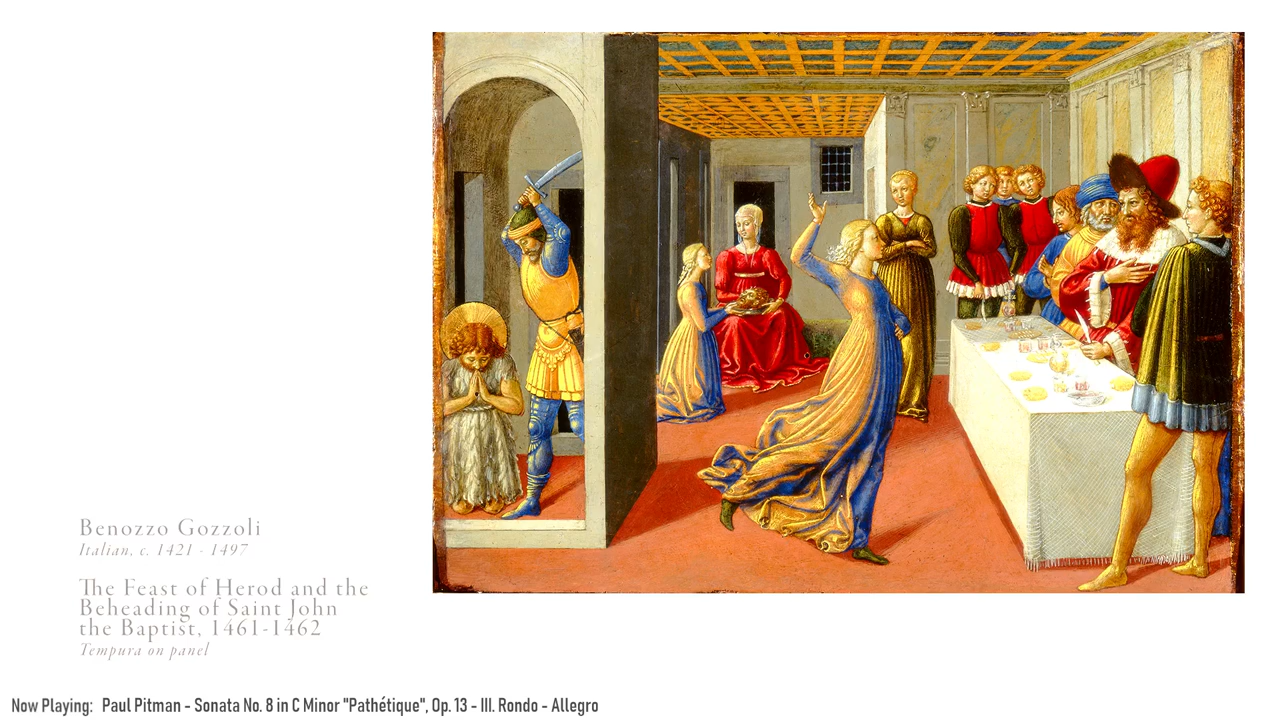 Benozzo Gozzoli
Italian, c. 1421 - 1497
The Feast of Herod and the
Beheading of Saint John
the Baptist, 1461-1462
Tempura on panel
Now Playing: Paul Pitman - Sonata No. 8 in C Minor "Pathétique", Op. 13 - III. Rondo - Allegro